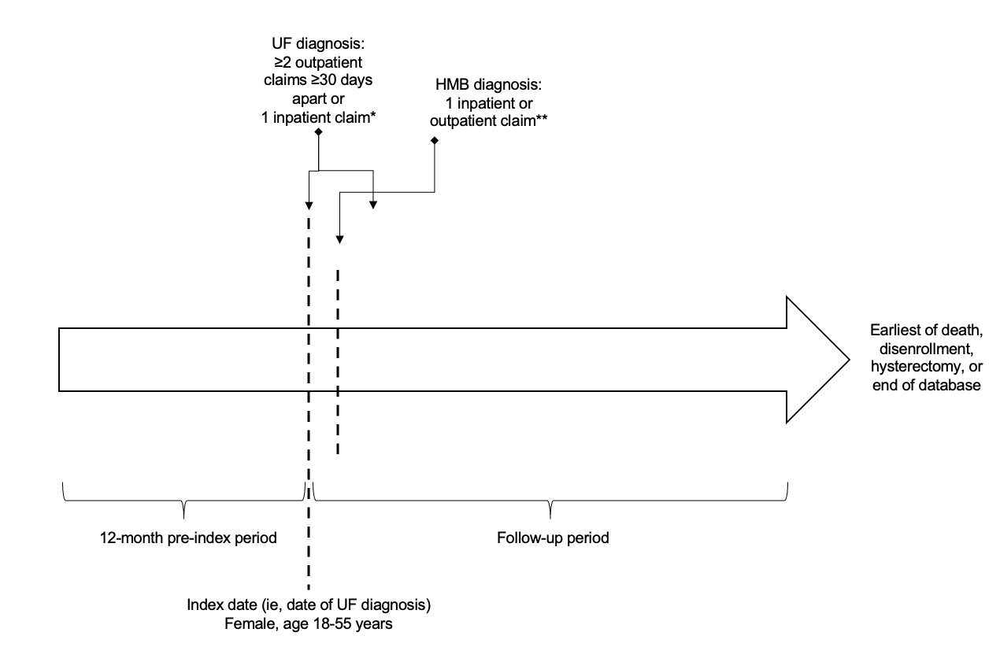 UF diagnosis:
≥2 outpatient
claims ≥30 days
apart or
1 inpatient claim*
HMB diagnosis:
1 inpatient or
outpatient claim**
Earliest of death,
disenrollment,
hysterectomy, or
end of database
12-month pre-index period
Follow-up period
Index date (ie, date of UF diagnosis)
Female, age 18-55 years